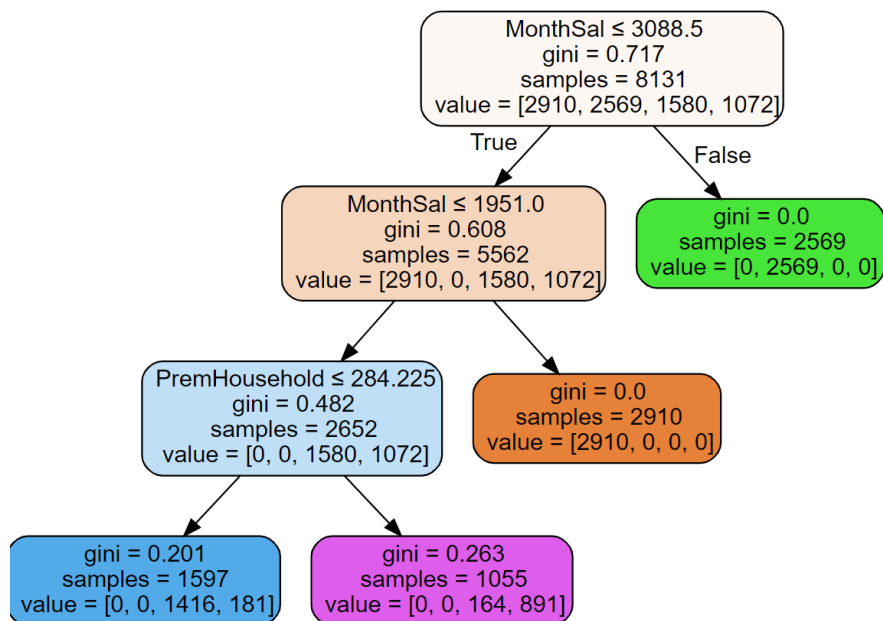 MonthSal ≤ 3088.5
gini = 0.717
samples = 8131
value = [2910, 2569, 1580, 1072]
True
False
MonthSal ≤ 1951.0
gini = 0.608
samples = 5562
value = [2910, 0, 1580, 1072]
gini = 0.0
samples = 2569
value = [0, 2569, 0, 0]
PremHousehold ≤ 284.225
gini = 0.482
samples = 2652
value = [0, 0, 1580, 1072]
gini = 0.0
samples = 2910
value = [2910, 0, 0, 0]
gini = 0.201
samples = 1597
value = [0, 0, 1416, 181]
gini = 0.263
samples = 1055
value = [0, 0, 164, 891]